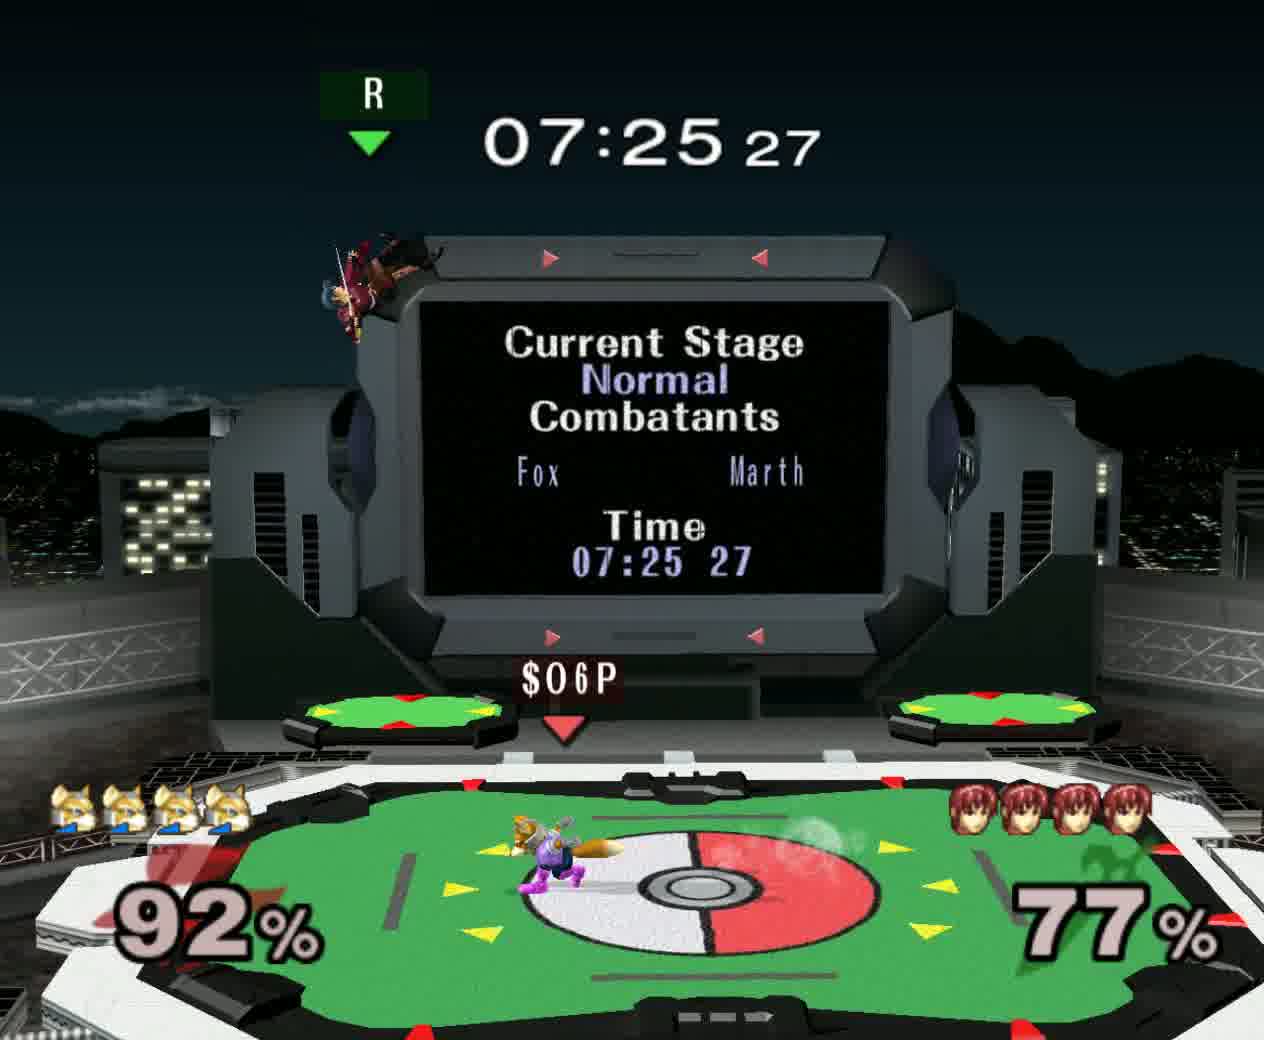 R
07:25 27
Current Stage
Normal
Combatants
Fox Marth
Time
07:25 27
$06P
92%
77%